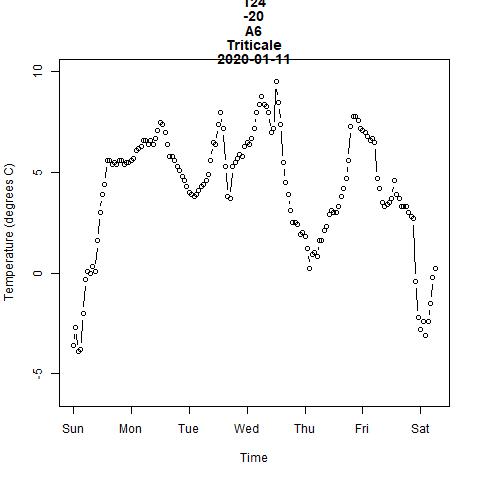 124
-20
A6
Triticale
2020-01-11
10
5
0
-5
Temperature (degrees C)
Sun Mon Tue Wed Thu Fri Sat
Time